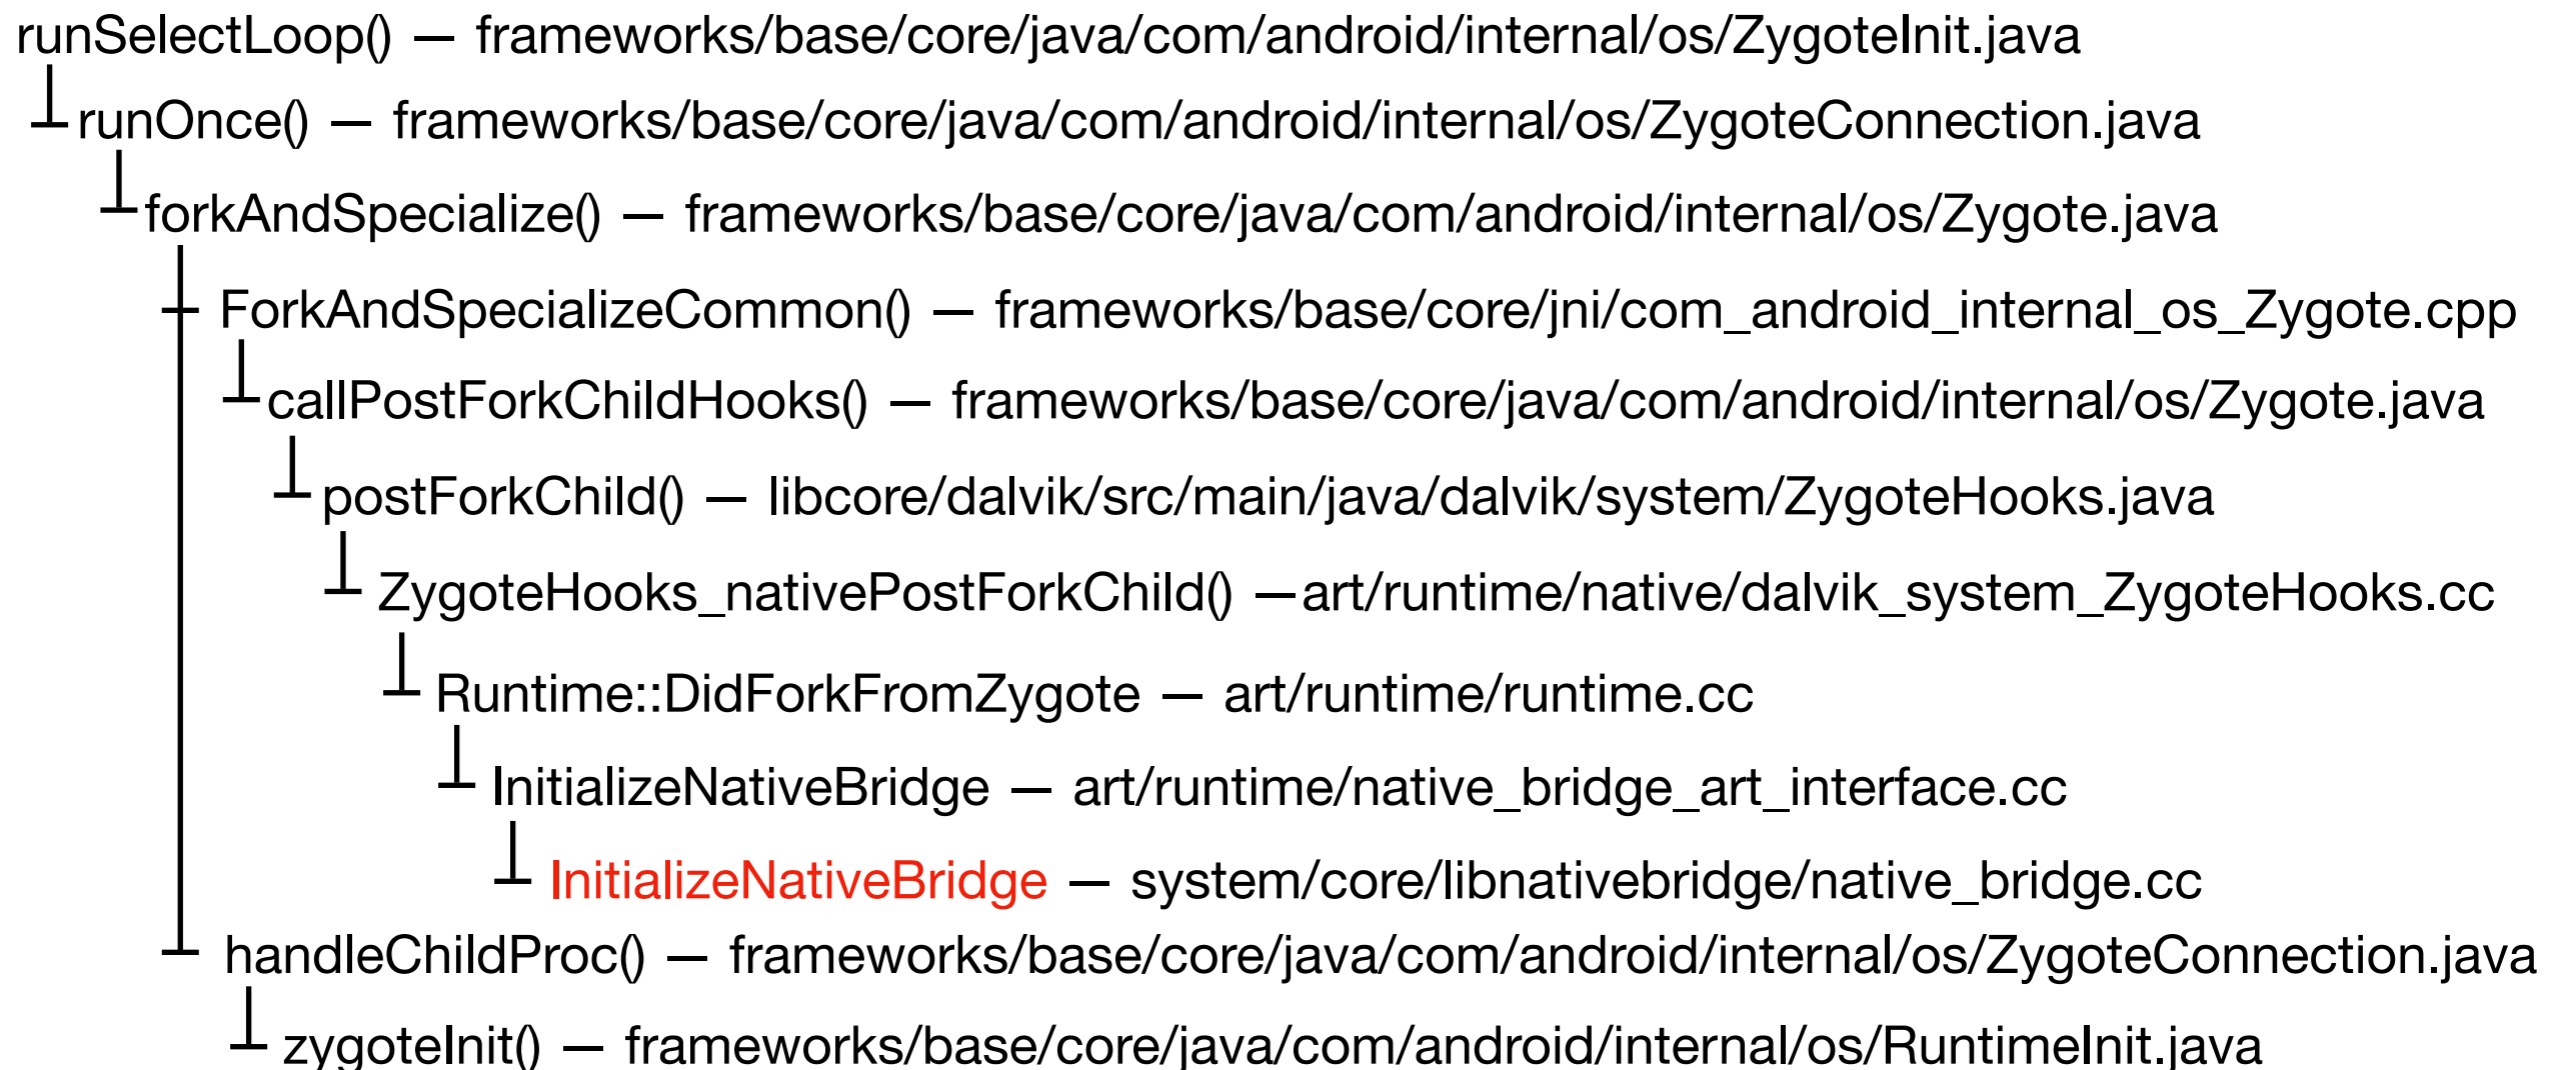 runSelectLoop() — frameworks/base/core/java/com/android/internal/os/ZygoteInit.java
runOnce() — frameworks/base/core/java/com/android/internal/os/ZygoteConnection.java
forkAndSpecialize() — frameworks/base/core/java/com/android/internal/os/Zygote.java
ForkAndSpecializeCommon() — frameworks/base/core/jni/com_android_internal_os_Zygote.cpp
callPostForkChildHooks() — frameworks/base/core/java/com/android/internal/os/Zygote.java
postForkChild() — libcore/dalvik/src/main/java/dalvik/system/ZygoteHooks.java
ZygoteHooks_nativePostForkChild() —art/runtime/native/dalvik_system_ZygoteHooks.cc
Runtime::DidForkFromZygote — art/runtime/runtime.cc
InitializeNativeBridge — art/runtime/native_bridge_art_interface.cc
InitializeNativeBridge — system/core/libnativebridge/native_bridge.cc
handleChildProc() — frameworks/base/core/java/com/android/internal/os/ZygoteConnection.java
zygoteInit() — frameworks/base/core/java/com/android/internal/os/RuntimeInit.java